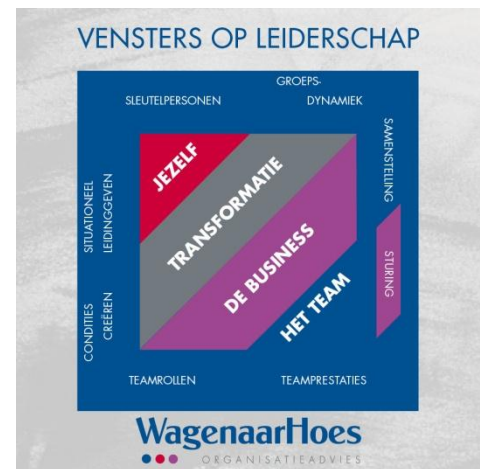 VENSTERS OP LEIDERSCHAP
GROEPS-
DYNAMIEK
SLEUTELPERSONEN
SAMENSTELLING
JEZELF
TRANSFORMATIE
SITUATIONEEL
LEIDINGGEVEN
DE BUSINESS
STURING
HET TEAM
CONDITIES
CREËREN
TEAMROLLEN
TEAMPRESTATIES
WagenaarHoes
ORGANISATIEADVIES